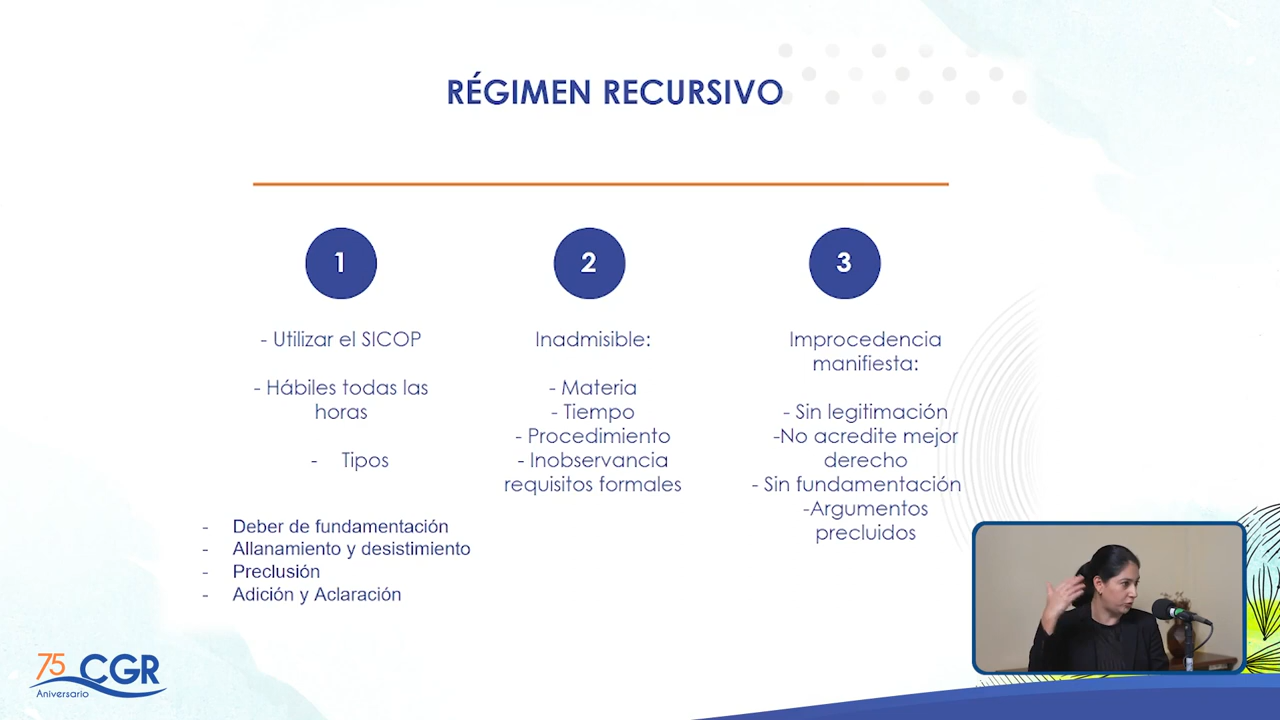 RÉGIMEN RECURSIVO
1
- Utilizar el SICOP
- Hábiles todas las
horas
- Tipos
- Deber de fundamentación
- Allanamiento y desistimiento
- Preclusión
- Adición y Aclaración
2
Inadmisible:
- Materia
- Tiempo
- Procedimiento
- Inobservancia
requisitos formales
3
Improcedencia
manifiesta:
- Sin legitimación
-No acredite mejor
derecho
- Sin fundamentación
-Argumentos
precluidos
75 CGR
Aniversario